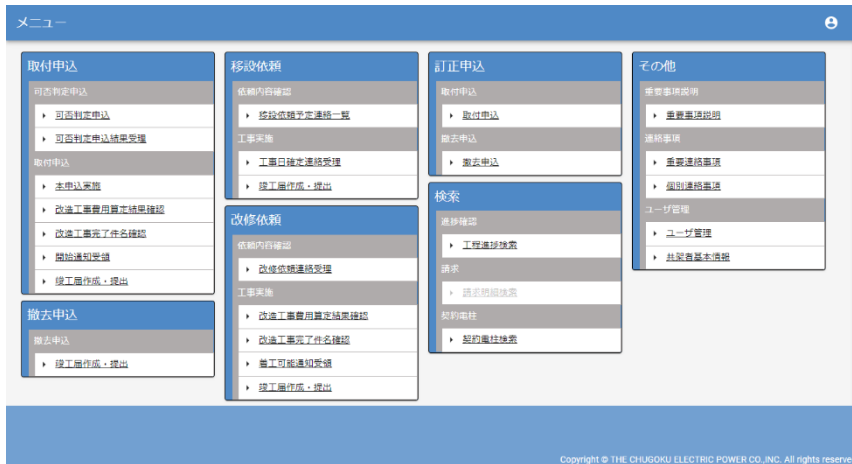 メニュー
取付申込
可否判定申込
可否判定申込
可否判定申込結果受理
取付申込
本申込実施
改造工事費用算定結果確認
改造工事完了件名確認
開始通知受領
竣工届作成・提出
撤去申込
撤去申込
竣工届作成・提出
移設依頼
依頼内容確認
移設依頼予定連絡一覧
工事実施
工事日確定連絡受理
竣工届作成・提出
改修依頼
依頼内容確認
改修依頼連絡受理
工事実施
改造工事費用算定結果確認
改造工事完了件名確認
着工可能通知受領
竣工届作成・提出
訂正申込
取付申込
取付申込
撤去申込
撤去申込
検索
進捗確認
工程進捗検索
請求
請求明細検索
契約電柱
契約電柱検索
その他
重要事項説明
重要事項説明
連絡事項
重要連絡事項
個別連絡事項
ユーザ管理
ユーザ管理
共架者基本情報
Copyright © THE CHUGOKU ELECTRIC POWER CO.,INC. All rights reserve